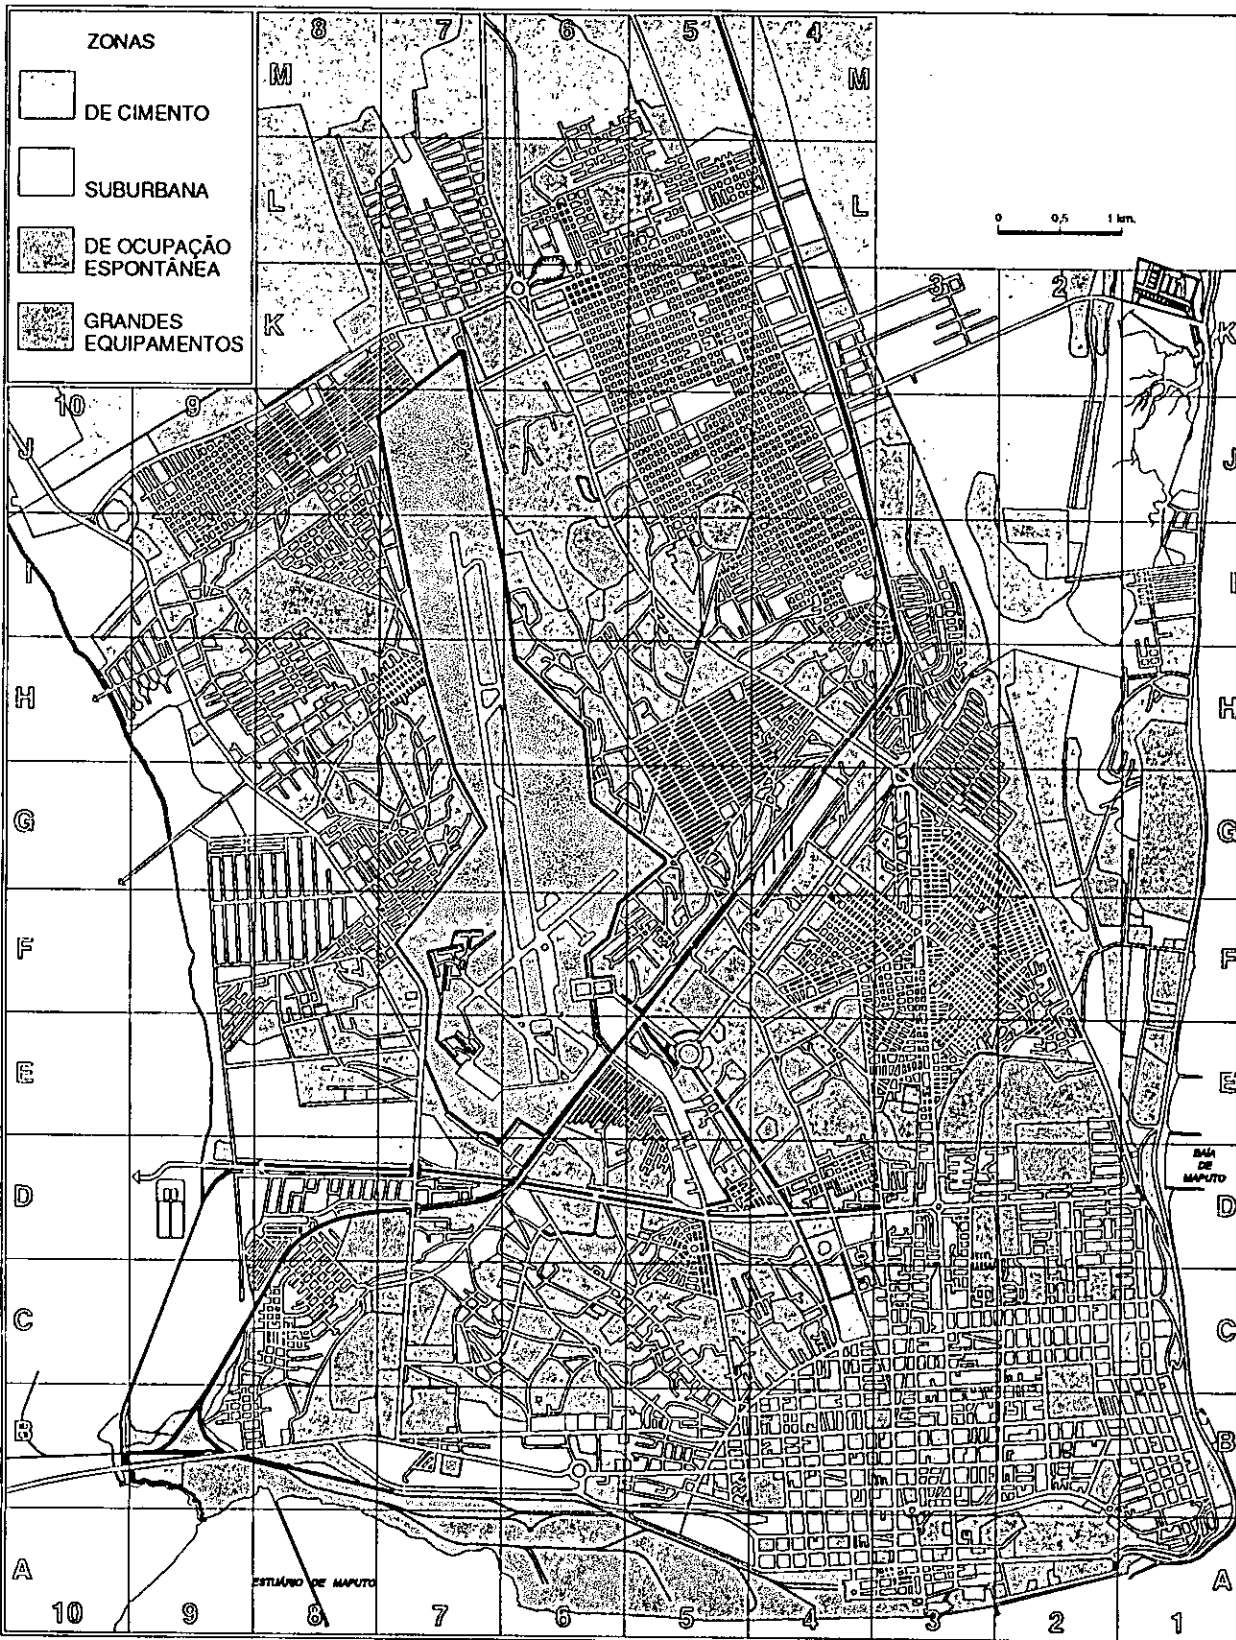 ZONAS
DE CIMENTO
SUBURBANA
DE OCUPAÇÃO
ESPONTÂNEA
GRANDES
EQUIPAMENTOS
8 7 6 5 4
M M
L L
0 0,5 1 km.
3 2
K K
10 9
J J
I I
H H
G G
F F
E E
BAÍA
DE
MAPUTO
D D
C C
B B
A A
ESTUÁRIO DE MAPUTO
10 9 8 7 6 5 4 3 2 1